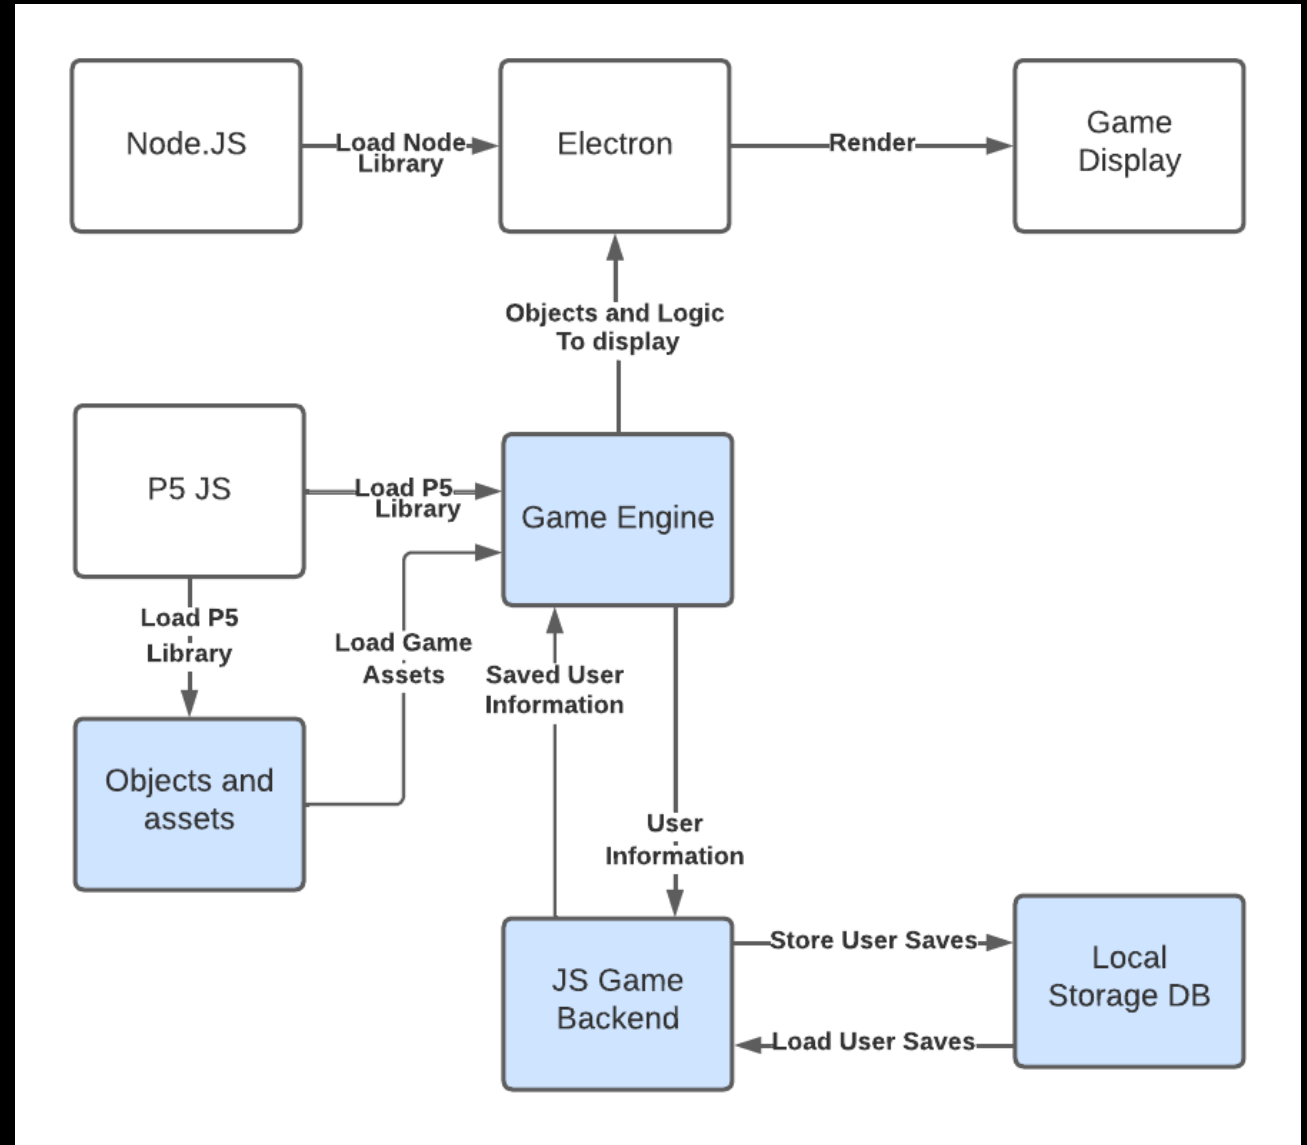 Node.JS
Load Node
Library
Electron
Render
Game
Display
Objects and Logic
To display
P5 JS
Load P5
Library
Game Engine
Load P5
Library
Load Game
Assets
Saved User
Information
Objects and
assets
User
Information
JS Game
Backend
Store User Saves
Load User Saves
Local
Storage DB